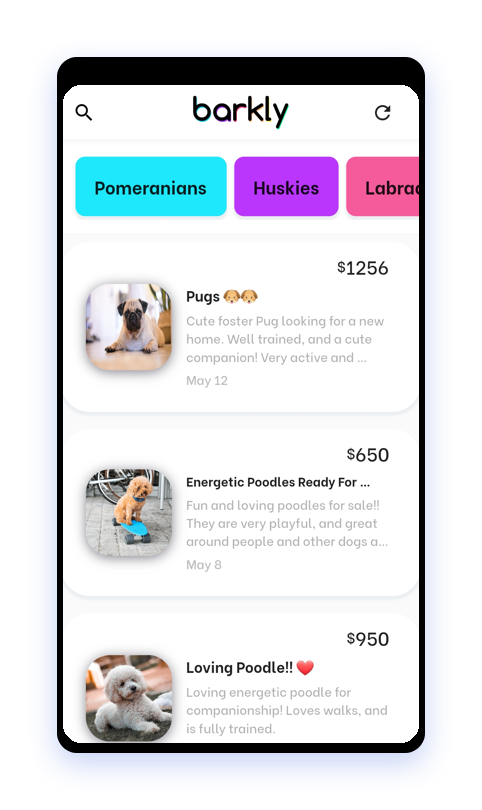 barkly
Pomeranians Huskies Labrad
$1256
Pugs 🐶🐶
Cute foster Pug looking for a new
home. Well trained, and a cute
companion! Very active and ...
May 12
$650
Energetic Poodles Ready For ...
Fun and loving poodles for sale!!
They are very playful, and great
around people and other dogs a...
May 8
$950
Loving Poodle!! ❤️
Loving energetic poodle for
companionship! Loves walks, and
is fully trained.